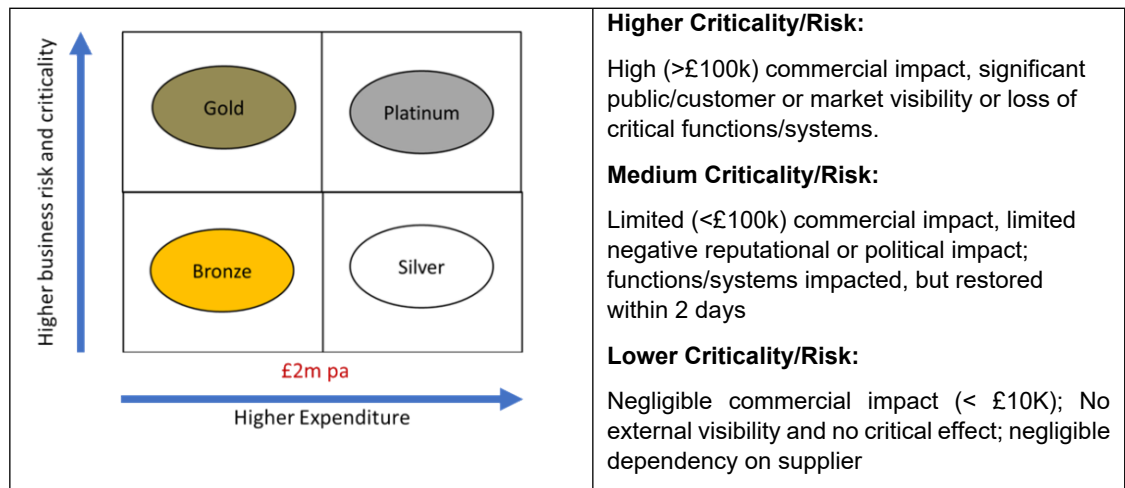 Higher business risk and criticality
Gold
Platinum
Bronze
Silver
£2m pa
Higher Expenditure
Higher Criticality/Risk:
High (>£100k) commercial impact, significant
public/customer or market visibility or loss of
critical functions/systems.
Medium Criticality/Risk:
Limited (<£100k) commercial impact, limited
negative reputational or political impact;
functions/systems impacted, but restored
within 2 days
Lower Criticality/Risk:
Negligible commercial impact (< £10K); No
external visibility and no critical effect; negligible
dependency on supplier